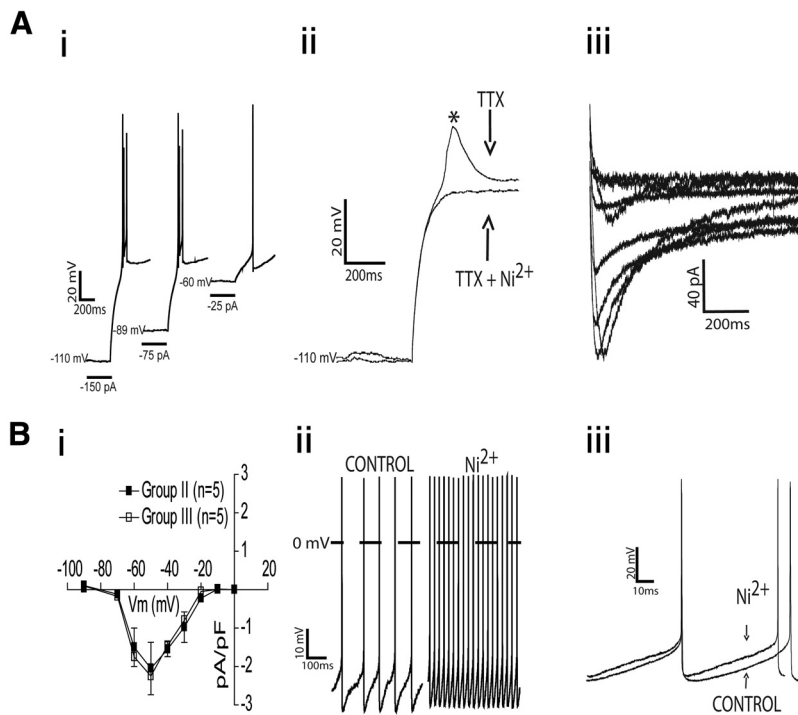 A
i
ii
iii
20 mV
200ms
-110 mV
-150 pA
-89 mV
-75 pA
-60 mV
-25 pA
*
TTX
20 mV
200ms
TTX + Ni2+
-110 mV
40 pA
200ms
B
i
ii
iii
Group II (n=5)
Group III (n=5)
3
2
1
-100 -80 -60 -40 -20 20
Vm (mV)
-1
-2
-3
pA/pF
CONTROL
Ni2+
0 mV
10 mV
100ms
20 mV
10ms
Ni2+
CONTROL